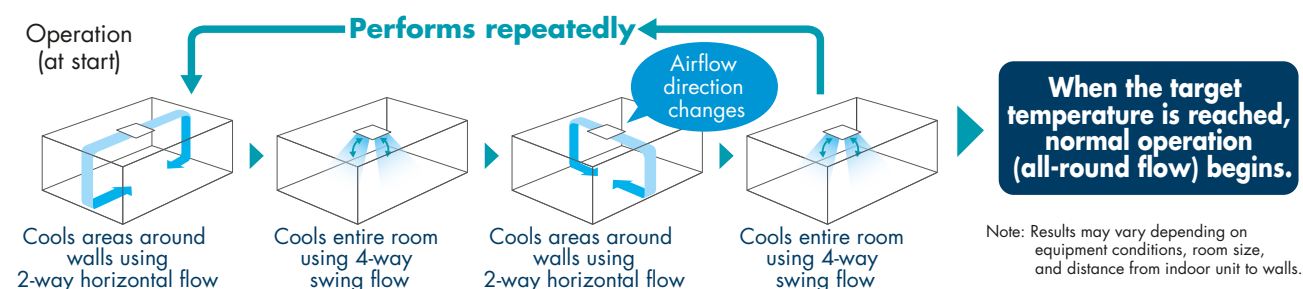 Operation
(at start)
Performs repeatedly
Airflow
direction
changes
Cools areas around
walls using
2-way horizontal flow
Cools entire room
using 4-way
swing flow
Cools areas around
walls using
2-way horizontal flow
Cools entire room
using 4-way
swing flow
When the target
temperature is reached,
normal operation
(all-round flow) begins.
Note: Results may vary depending on
equipment conditions, room size,
and distance from indoor unit to walls.